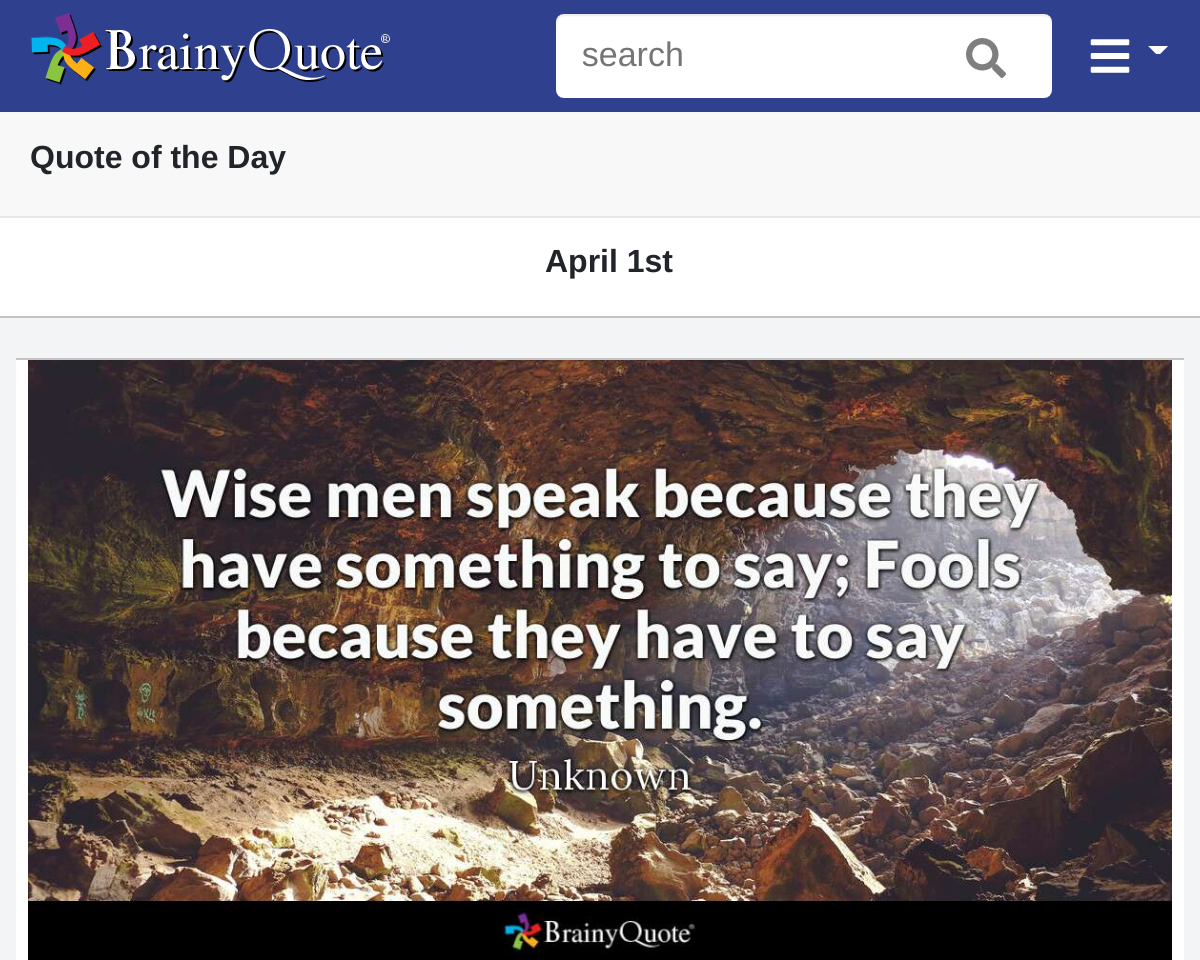 BrainyQuote®
search
Quote of the Day
April 1st
Wise men speak because they
have something to say; Fools
because they have to say
something.
Unknown
BrainyQuote®